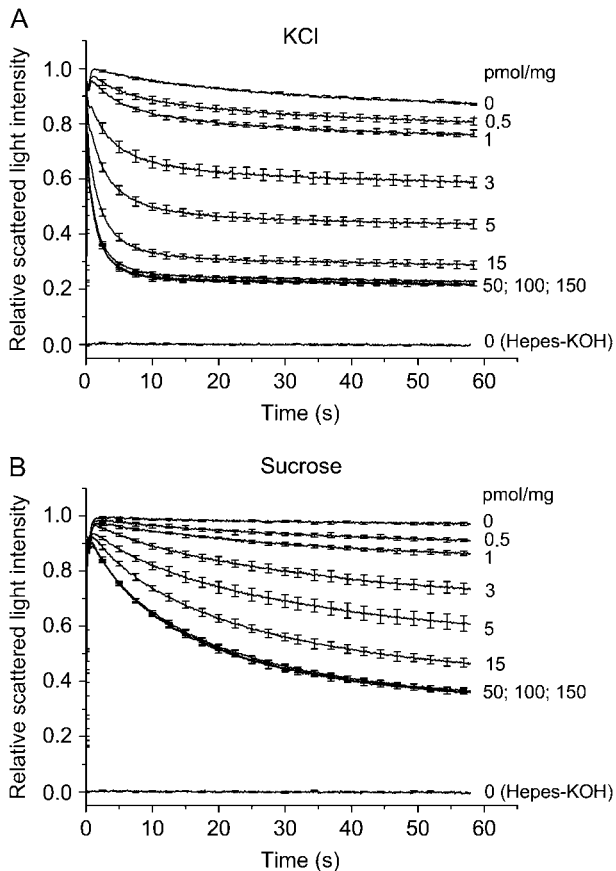 A
KCl
pmol/mg
Relative scattered light intensity
1.0
0.8
0.6
0.4
0.2
0.0
0
0.5
1
3
5
15
50; 100; 150
0 (Hepes-KOH)
0 10 20 30 40 50 60
Time (s)
B
Sucrose
pmol/mg
Relative scattered light intensity
1.0
0.8
0.6
0.4
0.2
0.0
0
0.5
1
3
5
15
50; 100; 150
0 (Hepes-KOH)
0 10 20 30 40 50 60
Time (s)